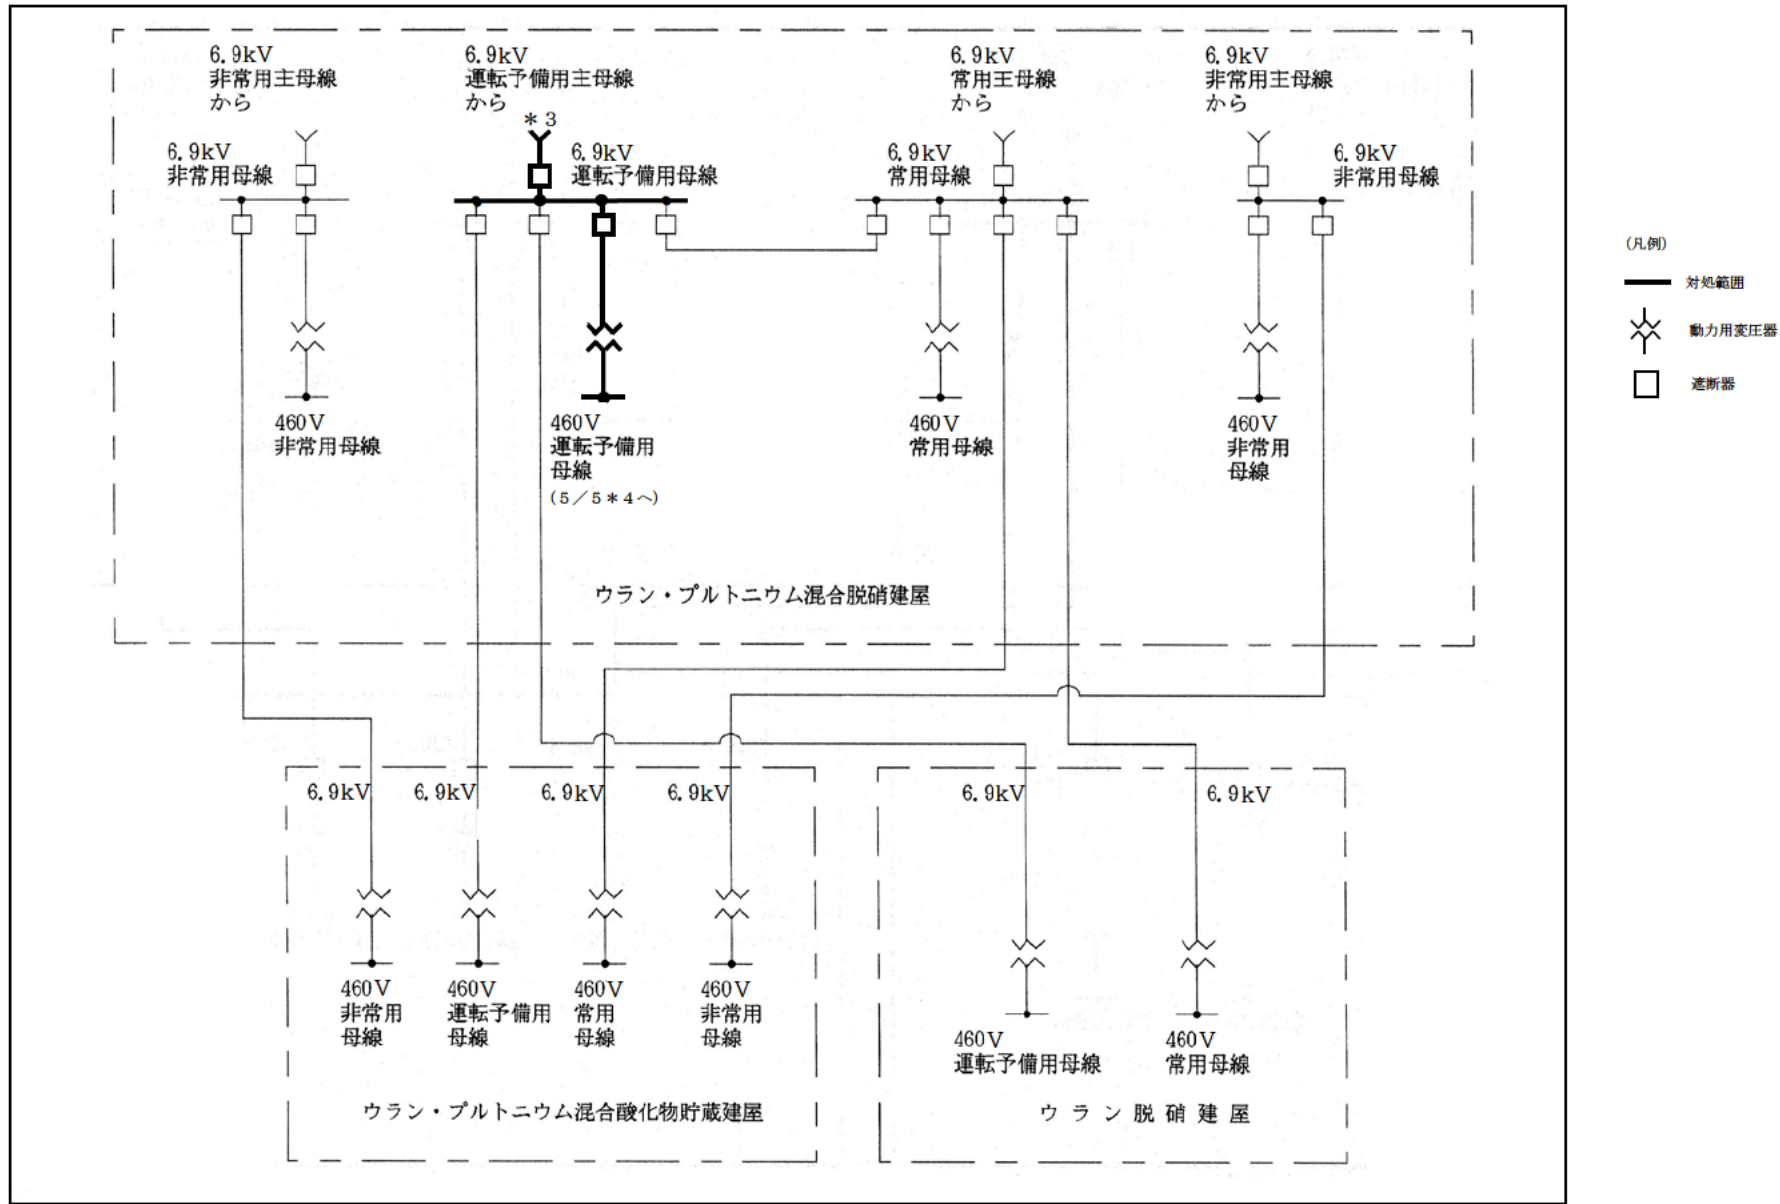 6.9kV
非常用主母線
から
6.9kV
運転予備用主母線
から
＊3
6.9kV
常用王母線
から
6.9kV
非常用主母線
から
6.9kV
非常用母線
6.9kV
運転予備用母線
6.9kV
常用母線
6.9kV
非常用母線
460V
非常用母線
460V
運転予備用
母線
(5／5＊4へ)
460V
常用母線
460V
非常用
母線
ウラン・プルトニウム混合脱硝建屋
6.9kV
6.9kV
6.9kV
6.9kV
6.9kV
6.9kV
460V
非常用
母線
460V
運転予備用
母線
460V
常用
母線
460V
非常用
母線
460V
運転予備用母線
460V
常用母線
ウラン・プルトニウム混合酸化物貯蔵建屋
ウラン脱硝建屋
(凡例)
対処範囲
動力用変圧器
遮断器